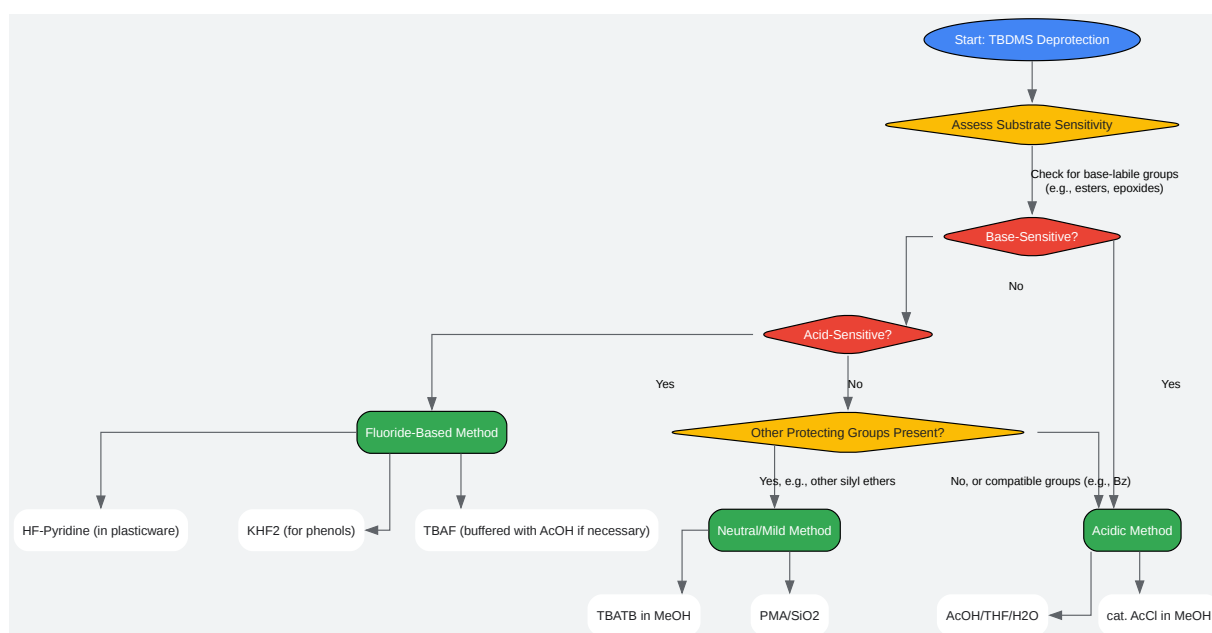 Start: TBDMS Deprotection
Assess Substrate Sensitivity
Check for base-labile groups
(e.g., esters, epoxides)
Base-Sensitive?
No
Acid-Sensitive?
Yes
No
Yes
Fluoride-Based Method
Other Protecting Groups Present?
Yes, e.g., other silyl ethers
No, or compatible groups (e.g., Bz)
HF-Pyridine (in plasticware)
KHF2 (for phenols)
TBAF (buffered with AcOH if necessary)
Neutral/Mild Method
Acidic Method
TBATB in MeOH
PMA/SiO2
AcOH/THF/H2O
cat. AcCl in MeOH